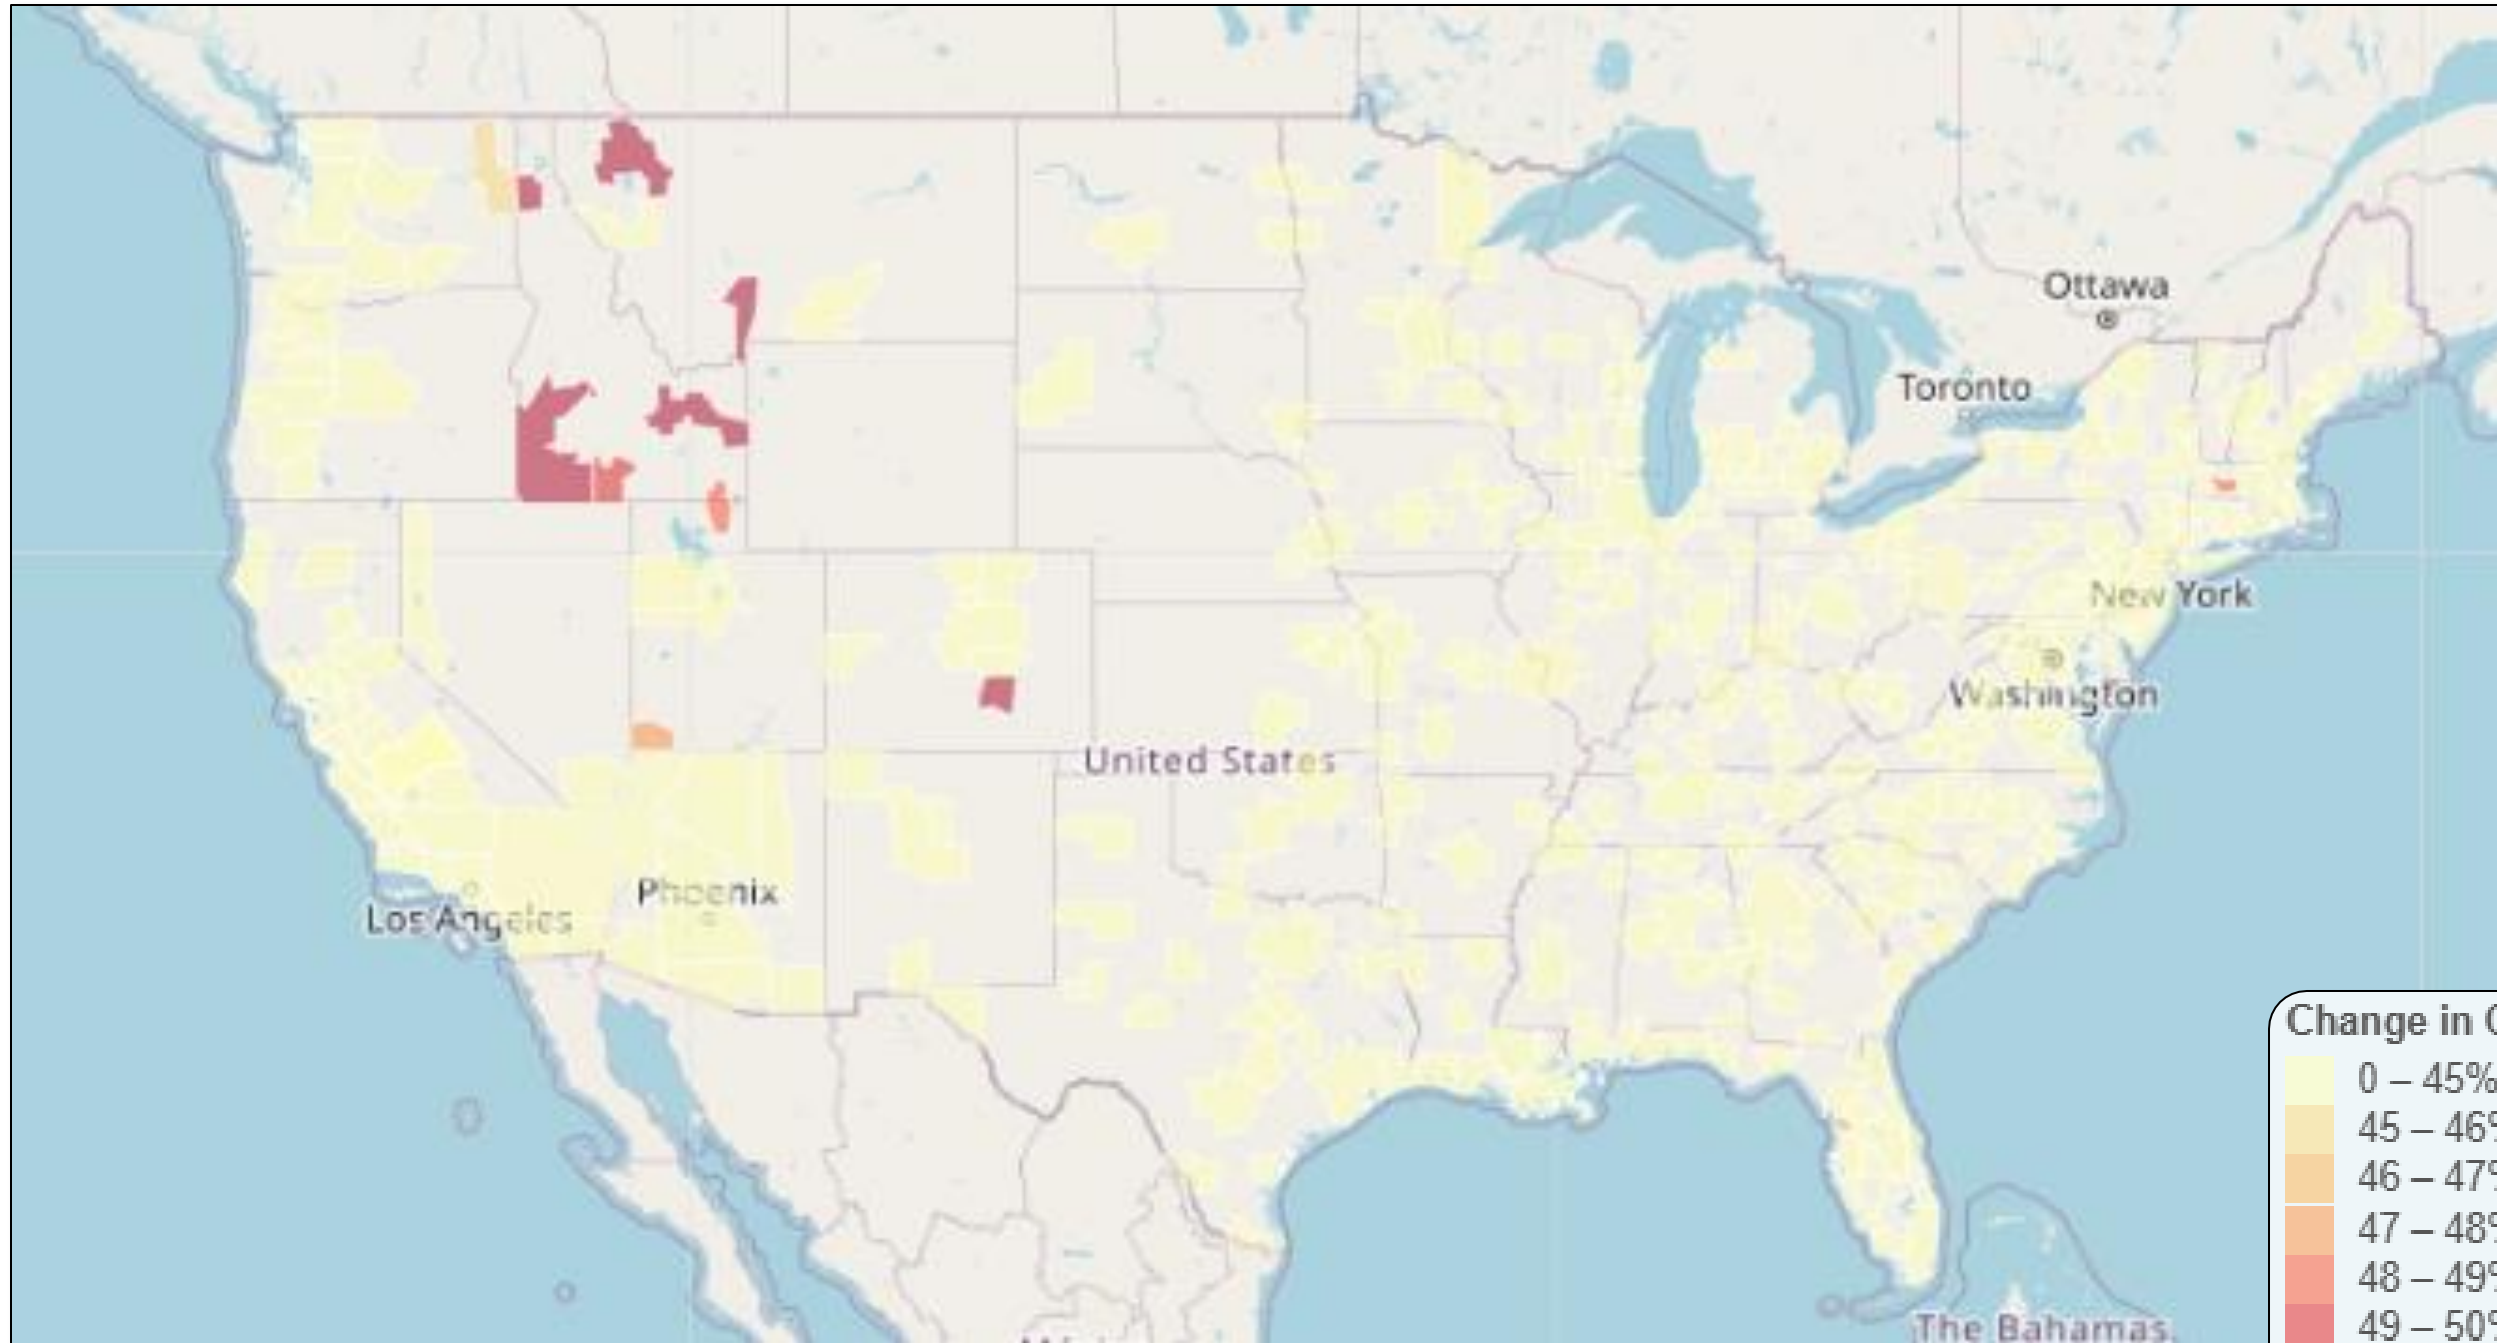 Ottawa
Toronto
New York
Washington
United States
Phoenix
Los Angeles
Change in
0 – 45%
45 – 46%
46 – 47%
47 – 48%
48 – 49%
49 – 50%
The Bahamas